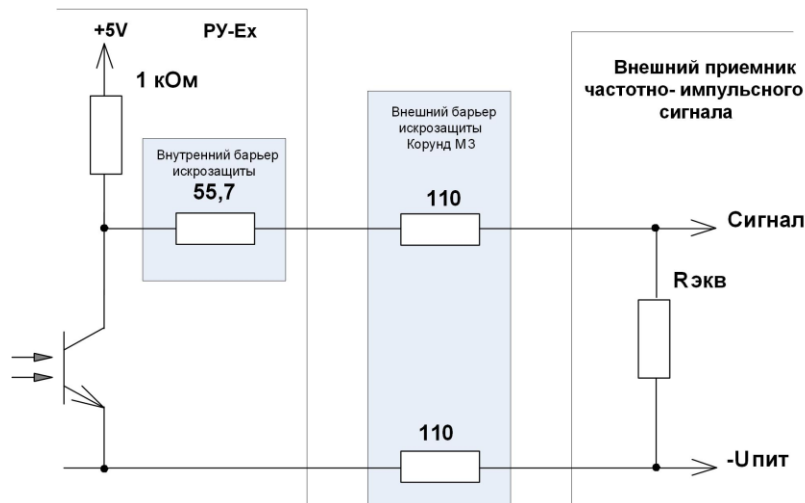 +5V
РУ-Ex
1 кОм
Внутренний барьер
искрозащиты
55,7
Внешний барьер
искрозащиты
Корунд М3
110
Внешний приемник
частотно- импульсного
сигнала
Сигнал
Rэкв
110
-Uпит